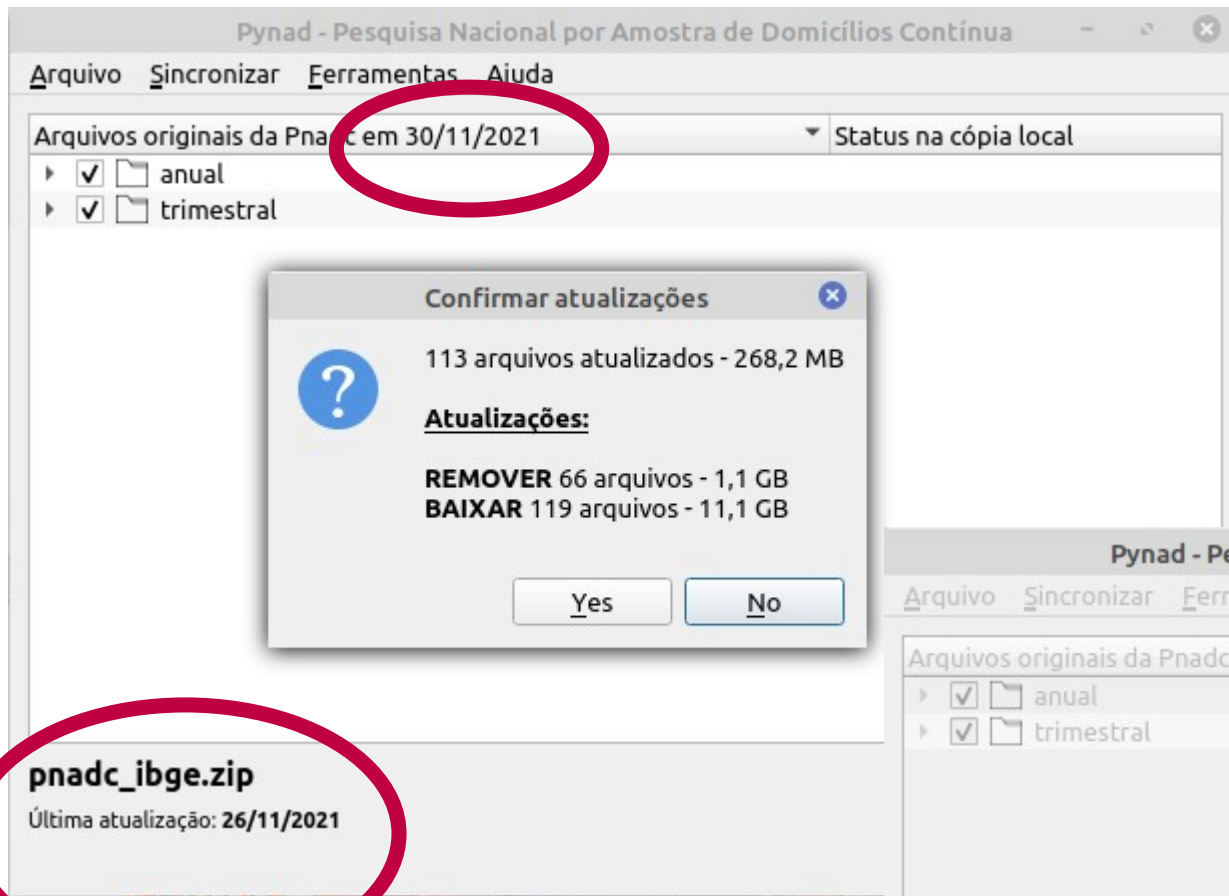 Pynad - Pesquisa Nacional por Amostra de Domicílios Contínua
Arquivo Sincronizar Ferramentas Ajuda
Arquivos originais da Pnadc em 30/11/2021 Status na cópia local
anual
trimestral
Confirmar atualizações
113 arquivos atualizados - 268,2 MB
Atualizações:
REMOVER 66 arquivos - 1,1 GB
BAIXAR 119 arquivos - 11,1 GB
Yes No
pnadc_ibge.zip
Última atualização: 26/11/2021
Pynad - Pe
Arquivo Sincronizar Ferr
Arquivos originais da Pnadc
anual
trimestral